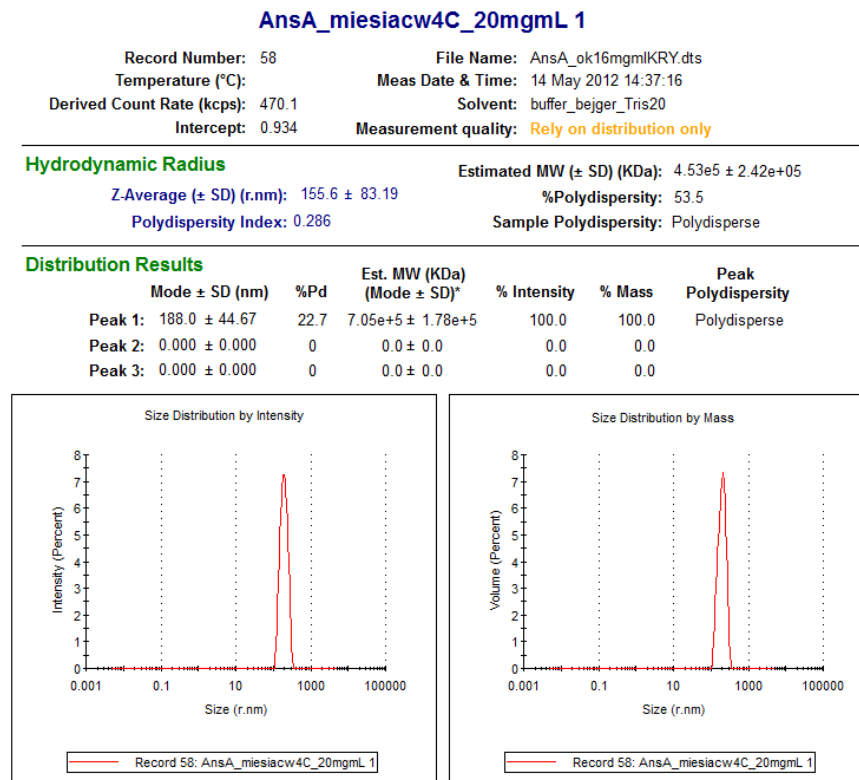 AnsA_miesiacw4C_20mgmL 1
Record Number: 58 File Name: AnsA_ok16mgmlKRY.dts
Temperature (°C): Meas Date & Time: 14 May 2012 14:37:16
Derived Count Rate (kcps): 470.1 Solvent: buffer_bejger_Tris20
Intercept: 0.934 Measurement quality: Rely on distribution only
Hydrodynamic Radius Estimated MW (± SD) (KDa): 4.53e5 ± 2.42e+05
Z-Average (± SD) (r.nm): 155.6 ± 83.19 %Polydispersity: 53.5
Polydispersity Index: 0.286 Sample Polydispersity: Polydisperse
Distribution Results
Mode ± SD (nm) %Pd Est. MW (KDa) (Mode ± SD)* % Intensity % Mass Peak Polydispersity
Peak 1: 188.0 ± 44.67 22.7 7.05e+5 ± 1.78e+5 100.0 100.0 Polydisperse
Peak 2: 0.000 ± 0.000 0 0.0 ± 0.0 0.0 0.0
Peak 3: 0.000 ± 0.000 0 0.0 ± 0.0 0.0 0.0
Size Distribution by Intensity
8
7
6
5
4
3
2
1
0
Intensity (Percent)
0.001 0.1 10 1000 100000
Size (r.nm)
Record 58: AnsA_miesiacw4C_20mgmL 1
Size Distribution by Mass
8
7
6
5
4
3
2
1
0
Volume (Percent)
0.001 0.1 10 1000 100000
Size (r.nm)
Record 58: AnsA_miesiacw4C_20mgmL 1